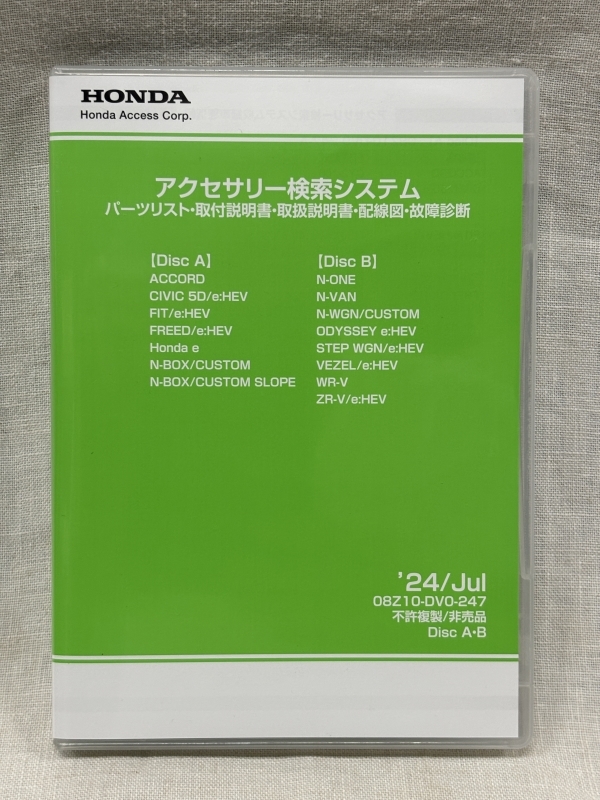 HONDA
Honda Access Corp.
アクセサリー検索システム
パーツリスト・取付説明書・取扱説明書・配線図・故障診断
【Disc A】
ACCORD
CIVIC 5D/e:HEV
FIT/e:HEV
FREED/e:HEV
Honda e
N-BOX/CUSTOM
N-BOX/CUSTOM SLOPE
【Disc B】
N-ONE
N-VAN
N-WGN/CUSTOM
ODYSSEY e:HEV
STEP WGN/e:HEV
VEZEL/e:HEV
WR-V
ZR-V/e:HEV
’24/Jul
08Z10-DV0-247
不許複製/非売品
Disc A・B